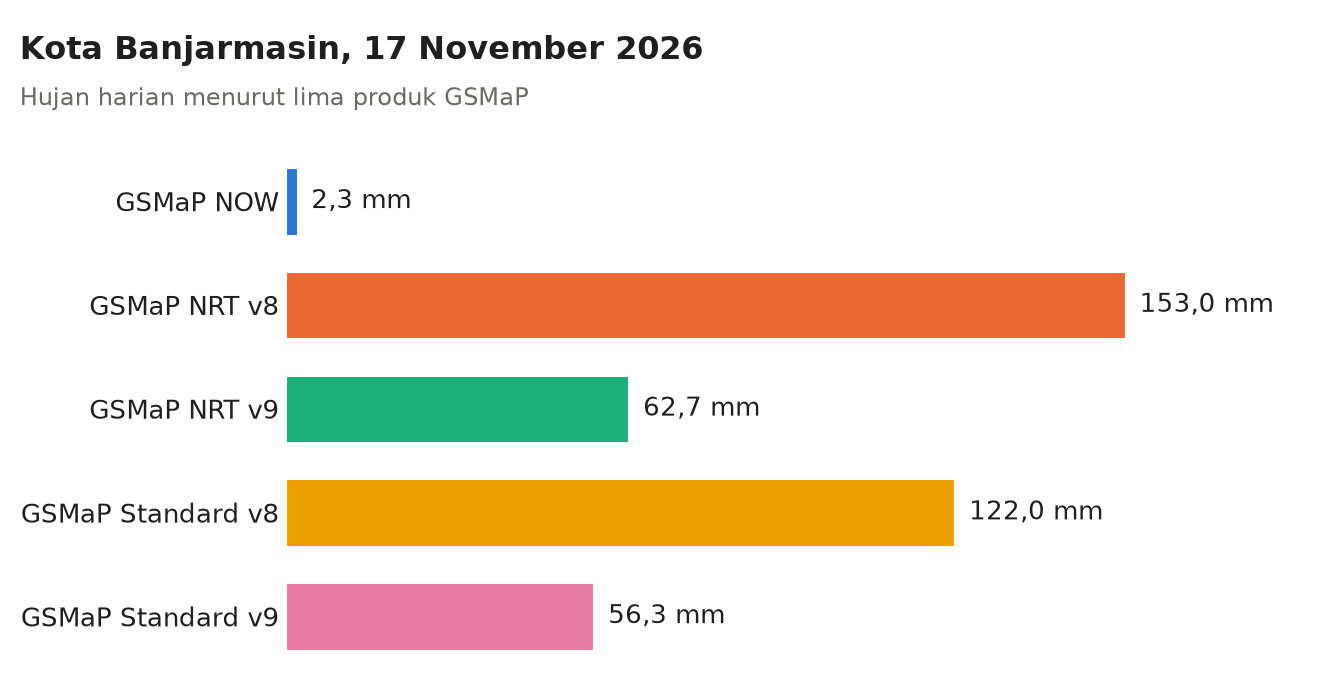 Kota Banjarmasin, 17 November 2026
Hujan harian menurut lima produk GSMaP
GSMaP NOW 2,3 mm
GSMaP NRT v8 153,0 mm
GSMaP NRT v9 62,7 mm
GSMaP Standard v8 122,0 mm
GSMaP Standard v9 56,3 mm